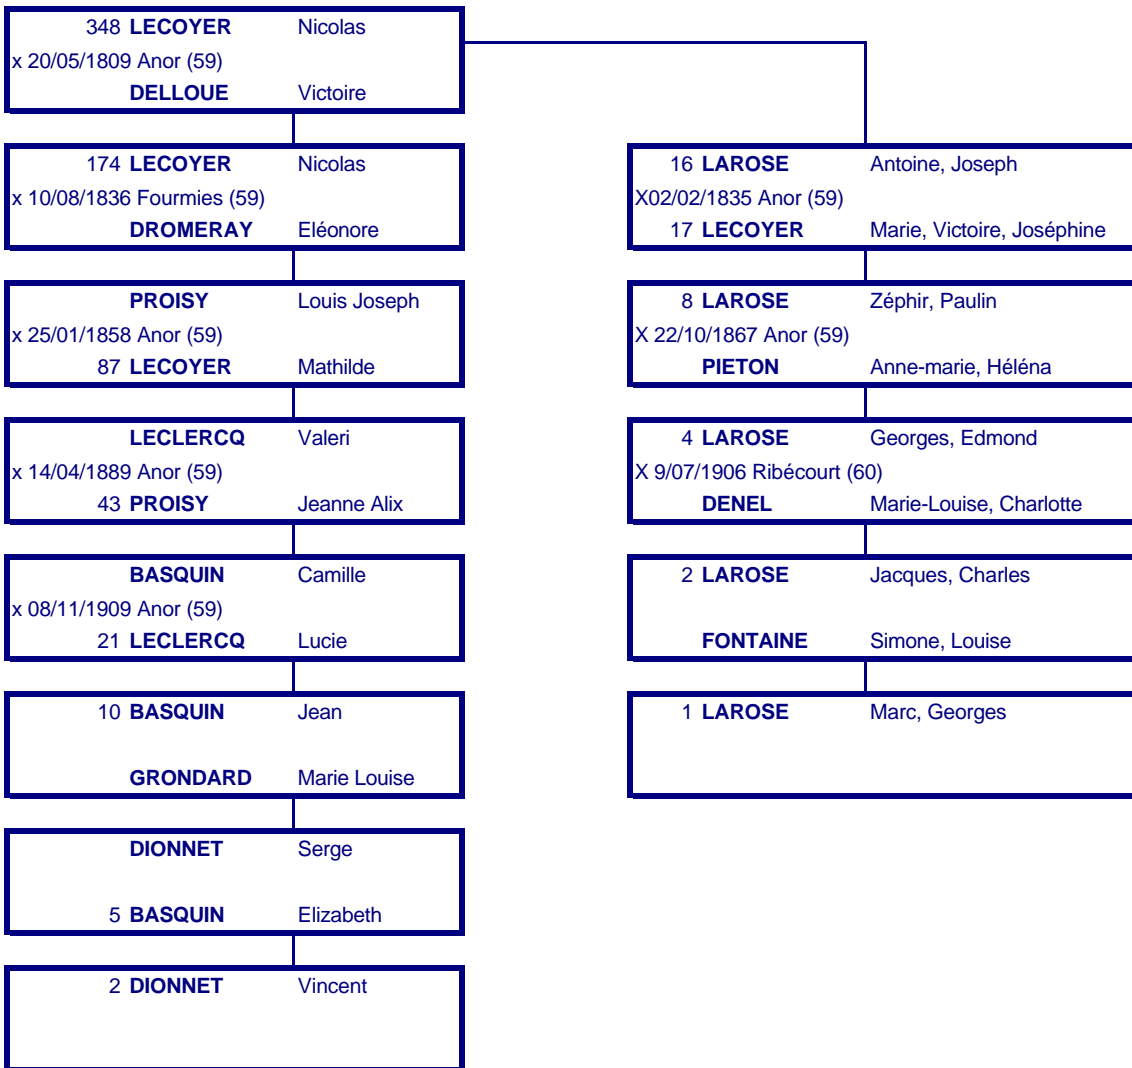 348 LECOYER Nicolas
x 20/05/1809 Anor (59)
DELLOUE Victoire
174 LECOYER Nicolas
x 10/08/1836 Fourmies (59)
DROMERAY Eléonore
PROISY Louis Joseph
x 25/01/1858 Anor (59)
87 LECOYER Mathilde
LECLERCQ Valeri
x 14/04/1889 Anor (59)
43 PROISY Jeanne Alix
BASQUIN Camille
x 08/11/1909 Anor (59)
21 LECLERCQ Lucie
10 BASQUIN Jean
GRONDARD Marie Louise
DIONNET Serge
5 BASQUIN Elizabeth
2 DIONNET Vincent
16 LAROSE Antoine, Joseph
X02/02/1835 Anor (59)
17 LECOYER Marie, Victoire, Joséphine
8 LAROSE Zéphir, Paulin
X 22/10/1867 Anor (59)
PIETON Anne-marie, Héléna
4 LAROSE Georges, Edmond
X 9/07/1906 Ribécourt (60)
DENEL Marie-Louise, Charlotte
2 LAROSE Jacques, Charles
FONTAINE Simone, Louise
1 LAROSE Marc, Georges